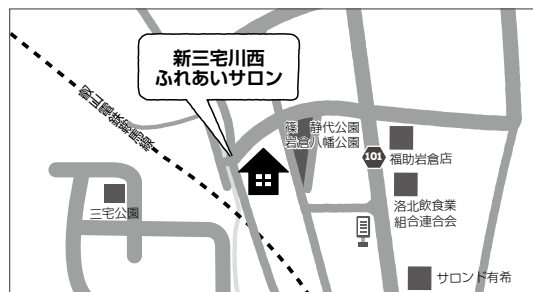 新三宅川西
ふれあいサロン
叡山電鉄鞍馬線
静代公園
岩倉八幡公園
101
福助岩倉店
洛北飲食業
組合連合会
三宅公園
サロンド有希